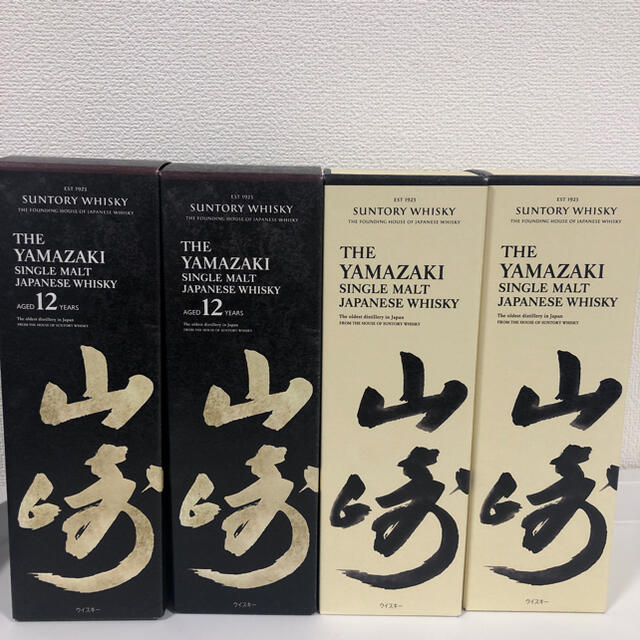 EST 1923
SUNTORY WHISKY
THE FOUNDING HOUSE OF JAPANESE WHISKY
THE
YAMAZAKI
SINGLE MALT
JAPANESE WHISKY
AGED 12 YEARS
The oldest distillery in Japan
FROM THE HOUSE OF SUNTORY WHISKY
山
崎
ウイスキー
EST 1923
SUNTORY WHISKY
THE FOUNDING HOUSE OF JAPANESE WHISKY
THE
YAMAZAKI
SINGLE MALT
JAPANESE WHISKY
AGED 12 YEARS
The oldest distillery in Japan
FROM THE HOUSE OF SUNTORY WHISKY
山
崎
ウイスキー
EST 1923
SUNTORY WHISKY
THE FOUNDING HOUSE OF JAPANESE WHISKY
THE
YAMAZAKI
SINGLE MALT
JAPANESE WHISKY
The oldest distillery in Japan
FROM THE HOUSE OF SUNTORY WHISKY
山
崎
ウイスキー
EST 1923
SUNTORY WHISKY
THE FOUNDING HOUSE OF JAPANESE WHISKY
THE
YAMAZAKI
SINGLE MALT
JAPANESE WHISKY
The oldest distillery in Japan
FROM THE HOUSE OF SUNTORY WHISKY
山
崎
ウイスキー